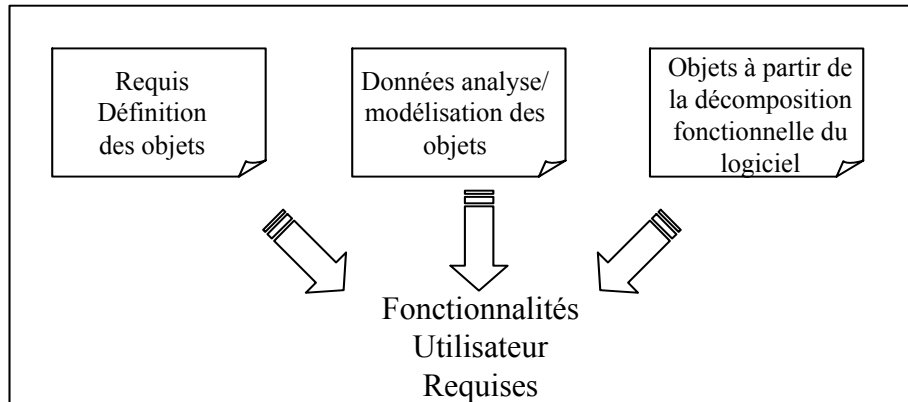 Requis
Définition
des objets
Données analyse/
modélisation des
objets
Objets à partir de
la décomposition
fonctionnelle du
logiciel
Fonctionnalités
Utilisateur
Requises